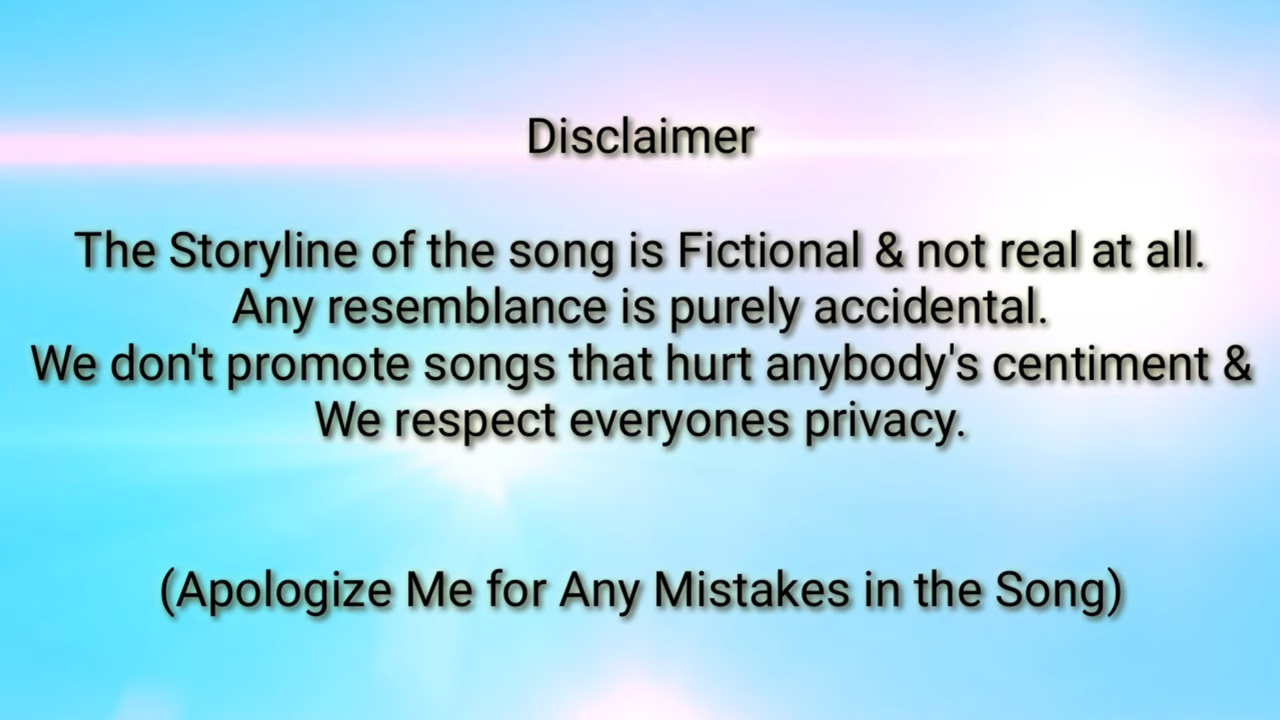 Disclaimer
The Storyline of the song is Fictional & not real at all.
Any resemblance is purely accidental.
We don't promote songs that hurt anybody's centiment &
We respect everyones privacy.
(Apologize Me for Any Mistakes in the Song)